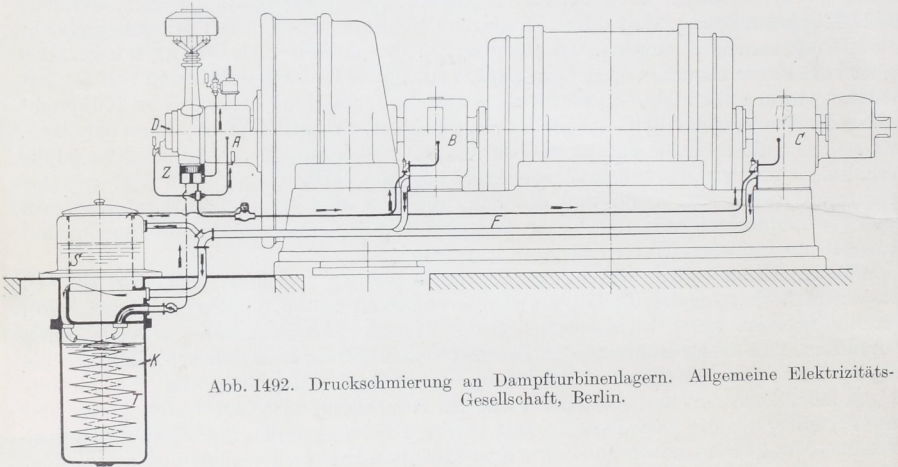 D
A
B
C
Z
F
S
K
T
Abb. 1492. Druckschmierung an Dampfturbinenlagern. Allgemeine Elektrizitäts-
Gesellschaft, Berlin.